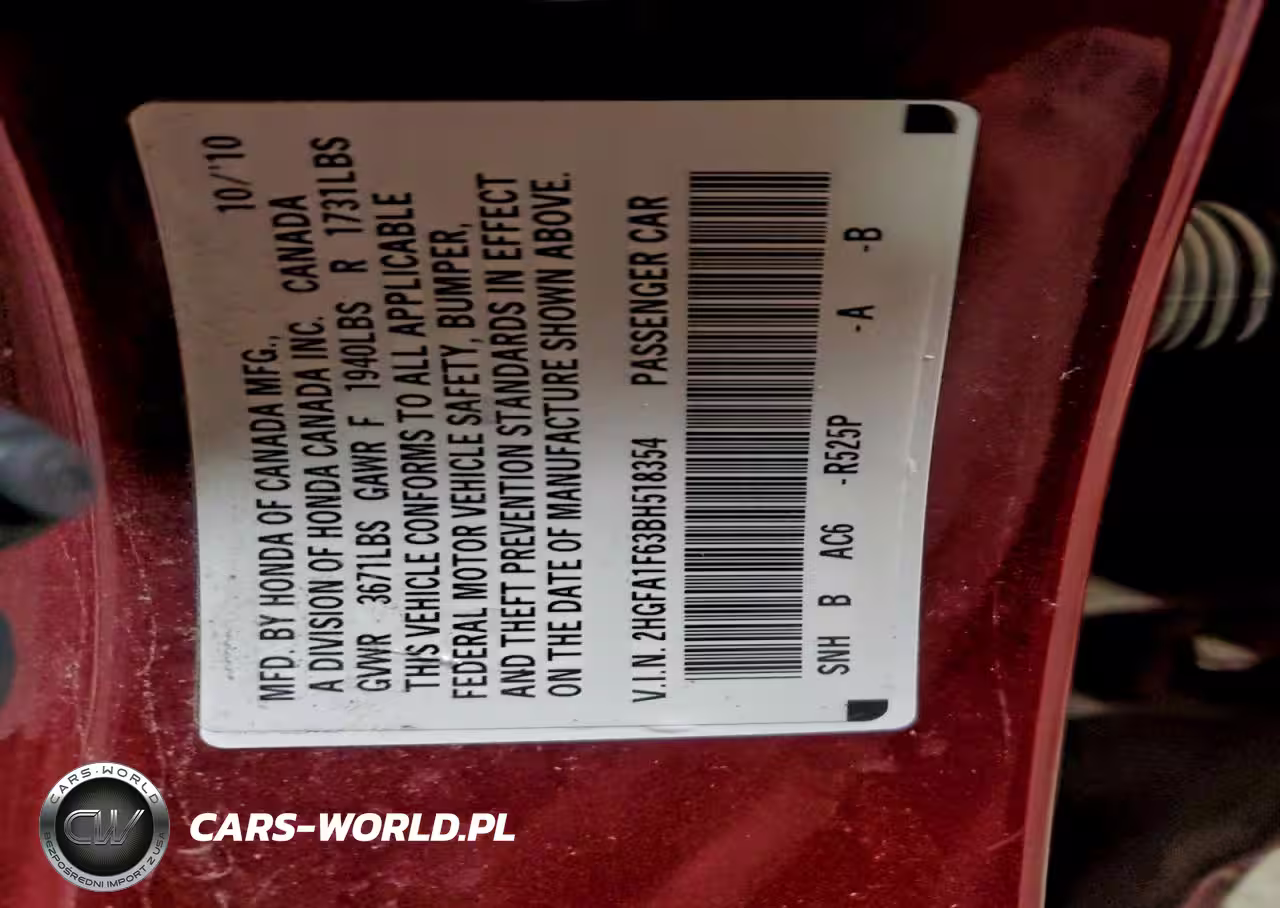 10/'10
MFD. BY HONDA OF CANADA MFG.,
A DIVISION OF HONDA CANADA INC. CANADA
GVWR 3671LBS GAWR F 1940LBS R 1731LBS
THIS VEHICLE CONFORMS TO ALL APPLICABLE
FEDERAL MOTOR VEHICLE SAFETY, BUMPER,
AND THEFT PREVENTION STANDARDS IN EFFECT
ON THE DATE OF MANUFACTURE SHOWN ABOVE.
V.I.N. 2HGFA1F63BH518354 PASSENGER CAR
SNH B AC6 -R525P -A -B
CARS-WORLD
CW
BEZPOŚREDNI IMPORT Z USA
CARS-WORLD.PL